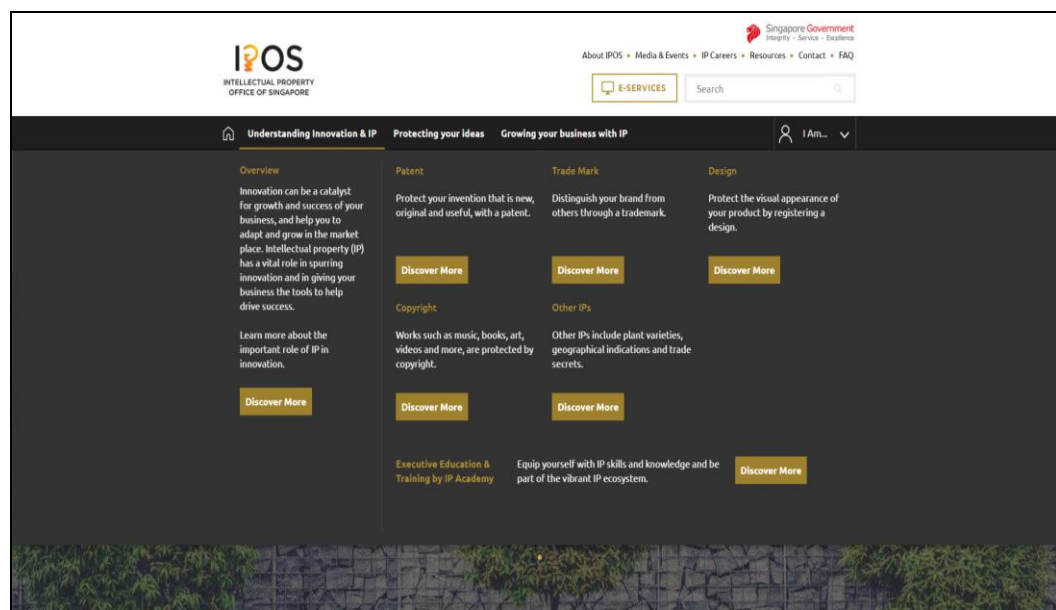 Singapore Government
Integrity · Service · Excellence
IPOS
INTELLECTUAL PROPERTY
OFFICE OF SINGAPORE
About IPOS • Media & Events • IP Careers • Resources • Contact • FAQ
E-SERVICES
Search
Understanding Innovation & IP
Protecting your ideas
Growing your business with IP
I Am...
Overview
Innovation can be a catalyst
for growth and success of your
business, and help you to
adapt and grow in the market
place. Intellectual property (IP)
has a vital role in spurring
innovation and in giving your
business the tools to help
drive success.
Learn more about the
important role of IP in
innovation.
Discover More
Patent
Protect your invention that is new,
original and useful, with a patent.
Discover More
Trade Mark
Distinguish your brand from
others through a trademark.
Discover More
Design
Protect the visual appearance of
your product by registering a
design.
Discover More
Copyright
Works such as music, books, art,
videos and more, are protected by
copyright.
Discover More
Other IPs
Other IPs include plant varieties,
geographical indications and trade
secrets.
Discover More
Executive Education &
Training by IP Academy
Equip yourself with IP skills and knowledge and be
part of the vibrant IP ecosystem.
Discover More